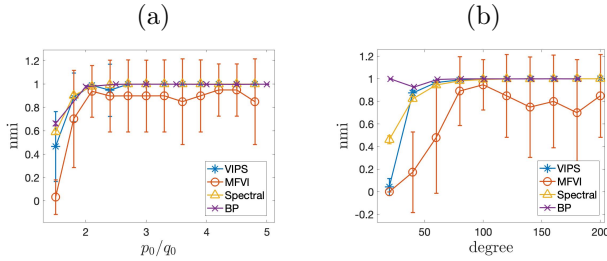 (a)
nmi
1.2
1
0.8
0.6
0.4
0.2
0
2
3
4
5
p₀/q₀
VIPS
MFVI
Spectral
BP
(b)
nmi
1.2
1
0.8
0.6
0.4
0.2
0
-0.2
50
100
150
200
degree
VIPS
MFVI
Spectral
BP